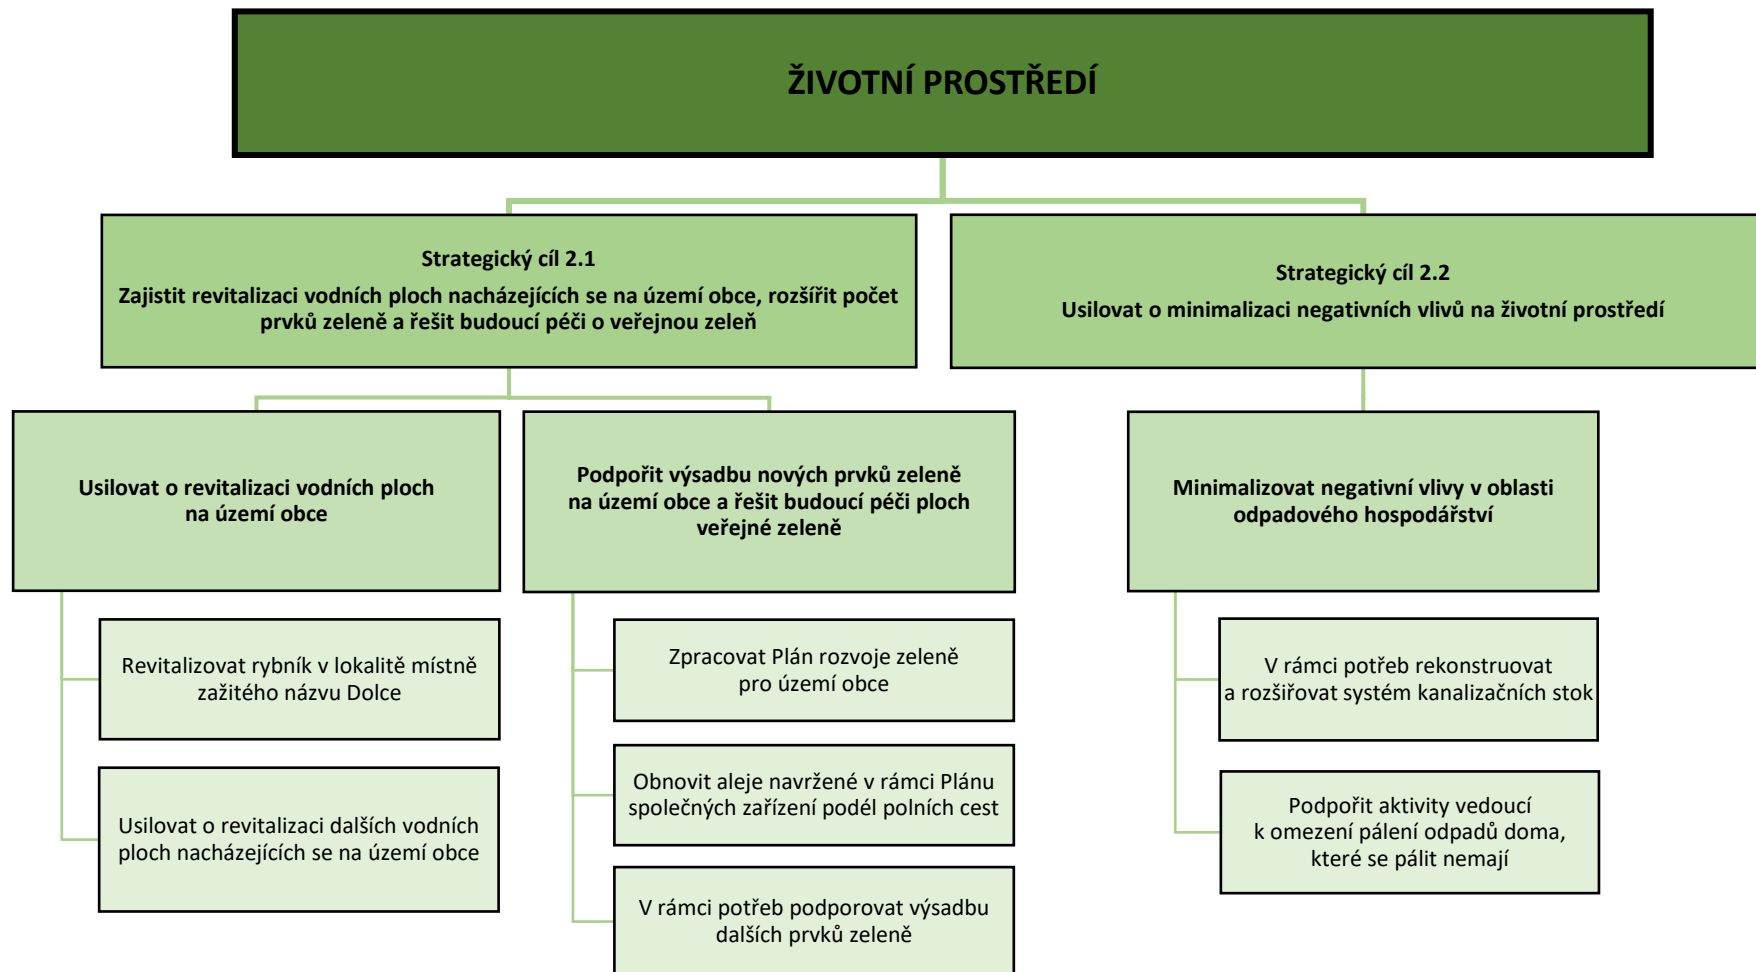 ŽIVOTNÍ PROSTŘEDÍ
Strategický cíl 2.1
Zajistit revitalizaci vodních ploch nacházejících se na území obce, rozšířit počet
prvků zeleně a řešit budoucí péči o veřejnou zeleň
Strategický cíl 2.2
Usilovat o minimalizaci negativních vlivů na životní prostředí
Usilovat o revitalizaci vodních ploch
na území obce
Podpořit výsadbu nových prvků zeleně
na území obce a řešit budoucí péči ploch
veřejné zeleně
Minimalizovat negativní vlivy v oblasti
odpadového hospodářství
Revitalizovat rybník v lokalitě místně
zažitého názvu Dolce
Usilovat o revitalizaci dalších vodních
ploch nacházejících se na území obce
Zpracovat Plán rozvoje zeleně
pro území obce
Obnovit aleje navržené v rámci Plánu
společných zařízení podél polních cest
V rámci potřeb podporovat výsadbu
dalších prvků zeleně
V rámci potřeb rekonstruovat
a rozšiřovat systém kanalizačních stok
Podpořit aktivity vedoucí
k omezení pálení odpadů doma,
které se pálit nemají